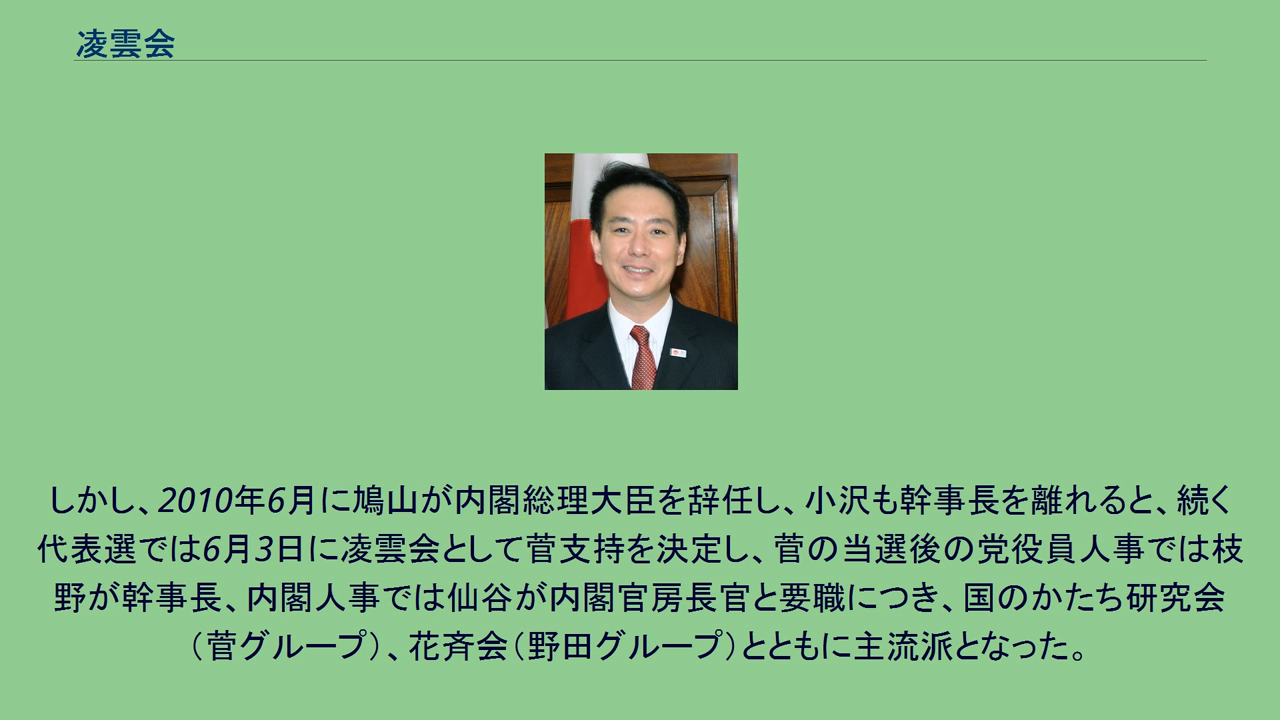 凌雲会
しかし、2010年6月に鳩山が内閣総理大臣を辞任し、小沢も幹事長を離れると、続く
代表選では6月3日に凌雲会として菅支持を決定し、菅の当選後の党役員人事では枝
野が幹事長、内閣人事では仙谷が内閣官房長官と要職につき、国のかたち研究会
（菅グループ）、花斉会（野田グループ）とともに主流派となった。